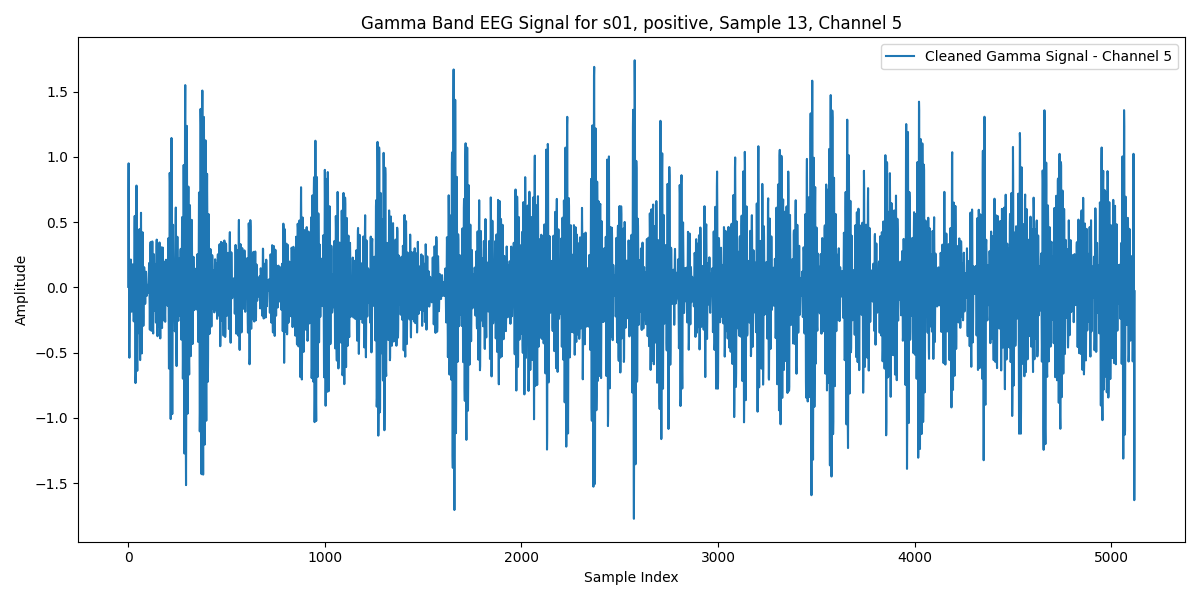 Gamma Band EEG Signal for s01, positive, Sample 13, Channel 5
Cleaned Gamma Signal - Channel 5
1.5
1.0
0.5
0.0
−0.5
−1.0
−1.5
Amplitude
0 1000 2000 3000 4000 5000
Sample Index